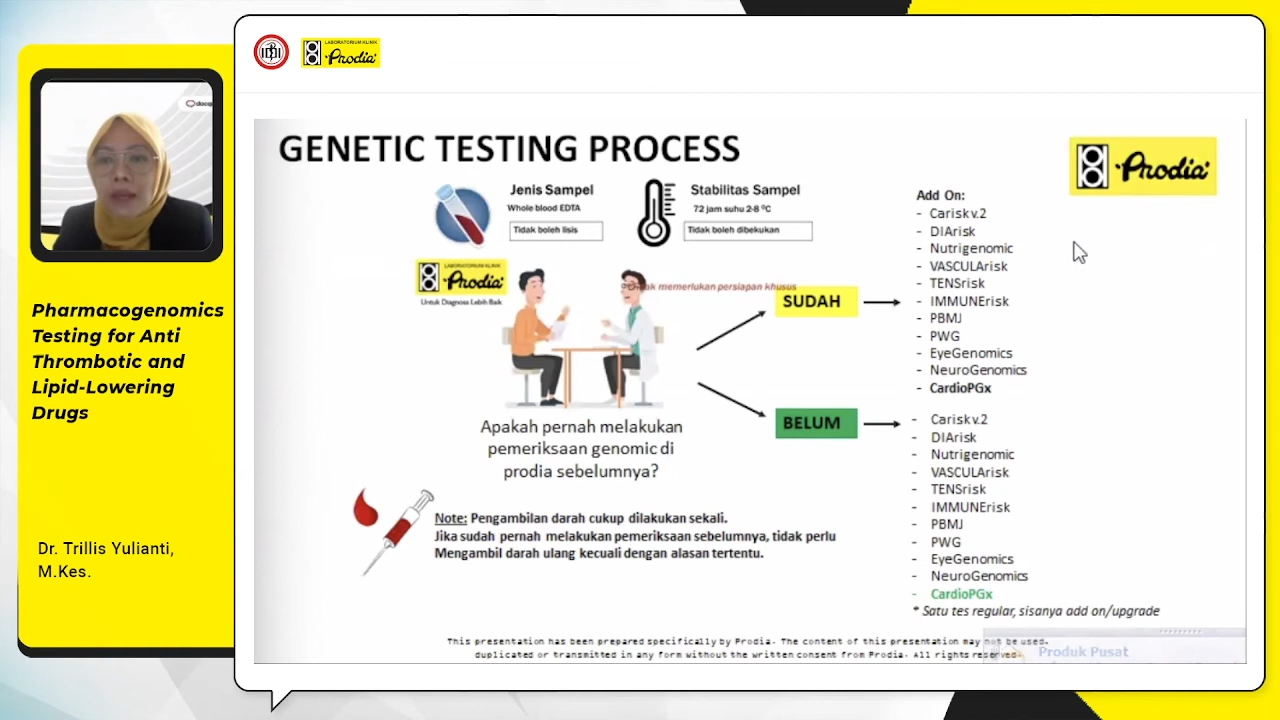 LABORATORIUM KLINIK
Prodia
GENETIC TESTING PROCESS
Prodia
Jenis Sampel
Whole blood EDTA
Tidak boleh lisis
Stabilitas Sampel
72 jam suhu 2-8 ⁰C
Tidak boleh dibekukan
LABORATORIUM KLINIK
Prodia
Untuk Diagnosa Lebih Baik
memerlukan persiapan khusus
SUDAH
Add On:
- Carisk v.2
- DIArisk
- Nutrigenomic
- VASCULArisk
- TENSrisk
- IMMUNErisk
- PBMJ
- PWG
- EyeGenomics
- NeuroGenomics
- CardioPGx
Apakah pernah melakukan
pemeriksaan genomic di
prodia sebelumnya?
BELUM
- Carisk v.2
- DIArisk
- Nutrigenomic
- VASCULArisk
- TENSrisk
- IMMUNErisk
- PBMJ
- PWG
- EyeGenomics
- NeuroGenomics
- CardioPGx
* Satu tes regular, sisanya add on/upgrade
Note: Pengambilan darah cukup dilakukan sekali.
Jika sudah pernah melakukan pemeriksaan sebelumnya, tidak perlu
Mengambil darah ulang kecuali dengan alasan tertentu.
This presentation has been prepared specifically by Prodia. The content of this presentation may not be used,
duplicated or transmitted in any form without the written consent from Prodia. All rights reserved.
Produk Pusat
Pharmacogenomics
Testing for Anti
Thrombotic and
Lipid-Lowering
Drugs
Dr. Trillis Yulianti,
M.Kes.